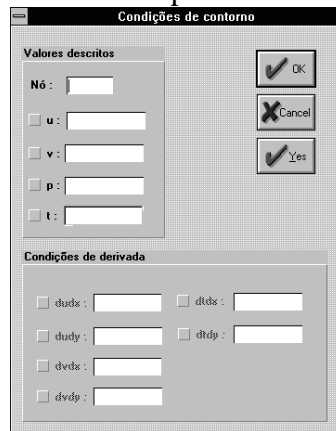 Condições de contorno
Valores descritos
Nó :
u :
v :
p :
t :
OK
Cancel
Yes
Condições de derivada
dudx :
dudy :
dvdx :
dvdy :
dtdx :
dtdy :